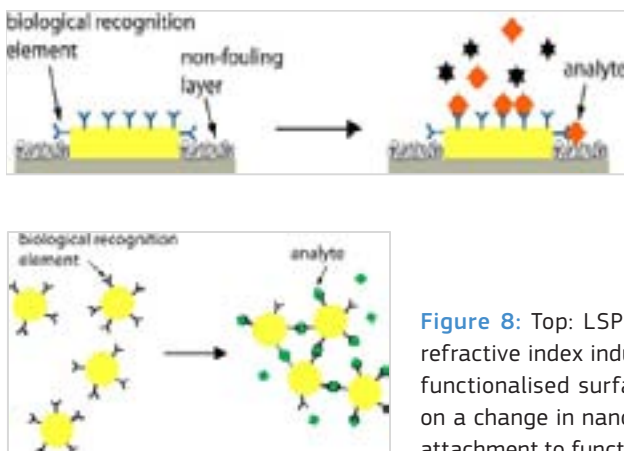 biological recognition
element
non-fouling
layer
analyte
biological recognition
element
analyte
Figure 8: Top: LSP
refractive index indu
functionalised surfa
on a change in nano
attachment to funct